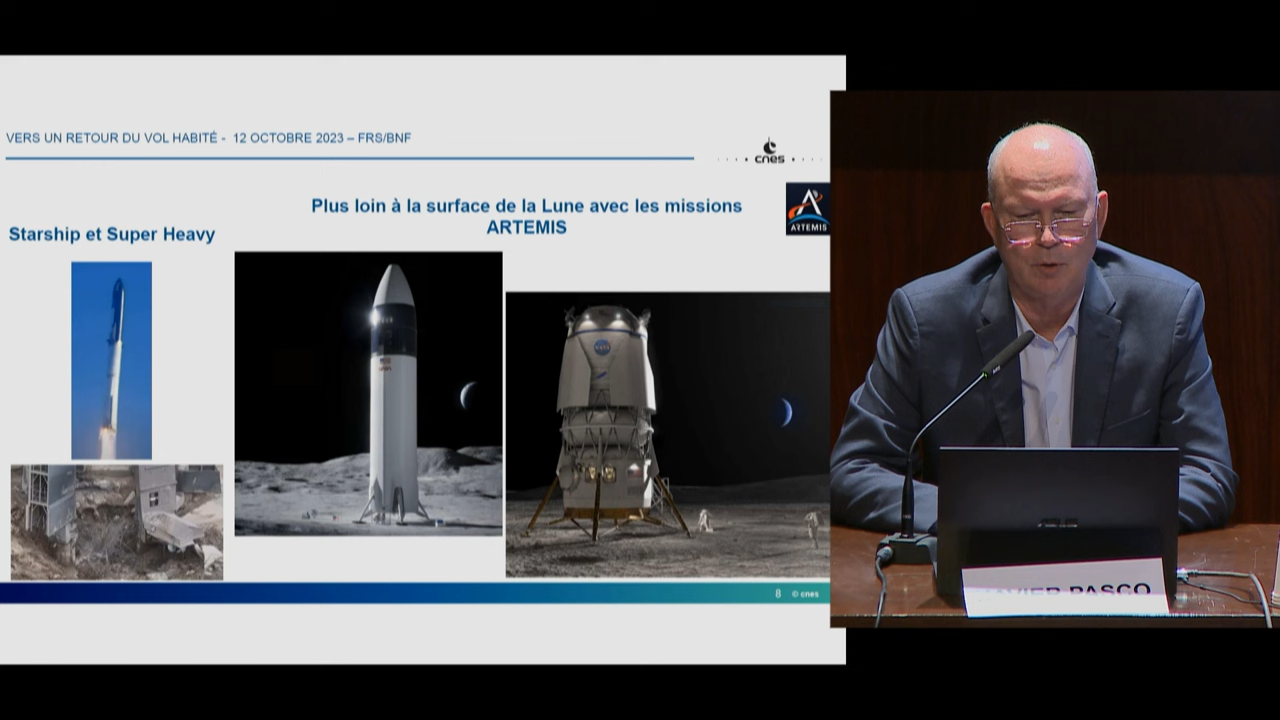 VERS UN RETOUR DU VOL HABITÉ - 12 OCTOBRE 2023 – FRS/BNF
cnes
Plus loin à la surface de la Lune avec les missions
ARTEMIS
ARTEMIS
Starship et Super Heavy
8 © cnes
PASCO